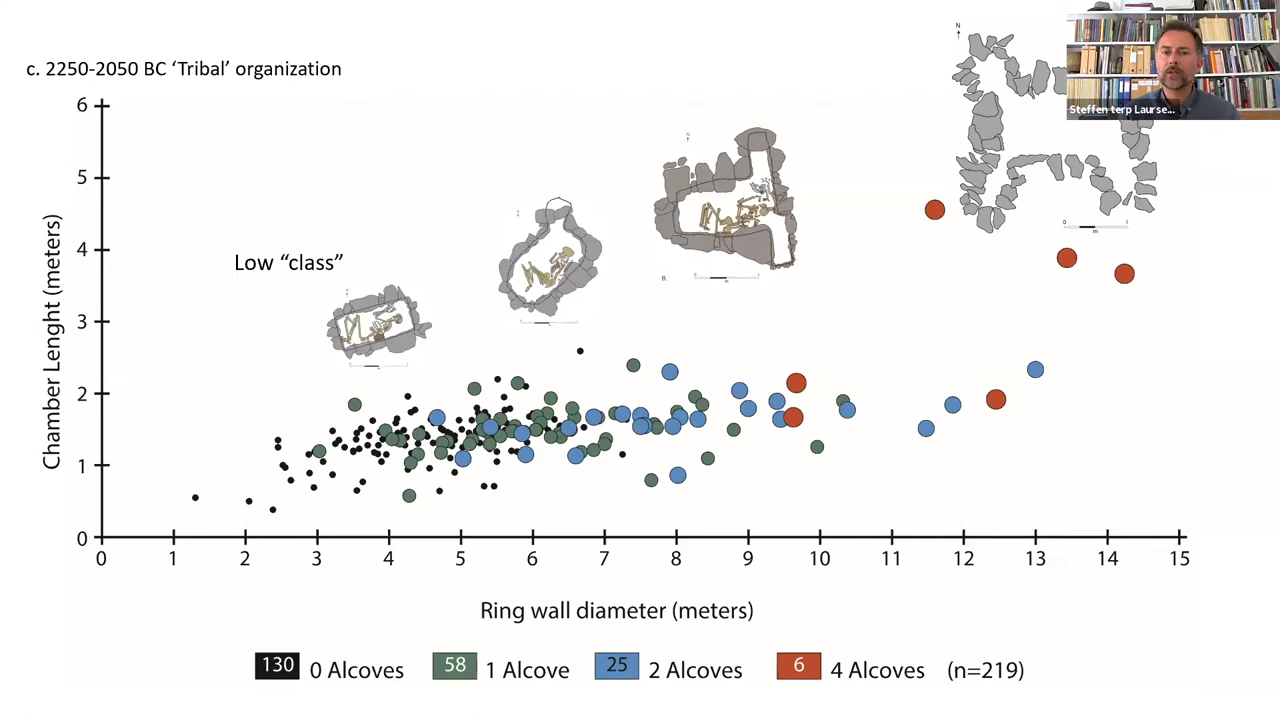 c. 2250-2050 BC ‘Tribal’ organization
N
Steffen terp Laurse...
6
5
4
3
2
1
0
Chamber Lenght (meters)
Low “class”
B.
m
0
1
m
0 1 2 3 4 5 6 7 8 9 10 11 12 13 14 15
Ring wall diameter (meters)
130 0 Alcoves 58 1 Alcove 25 2 Alcoves 6 4 Alcoves (n=219)